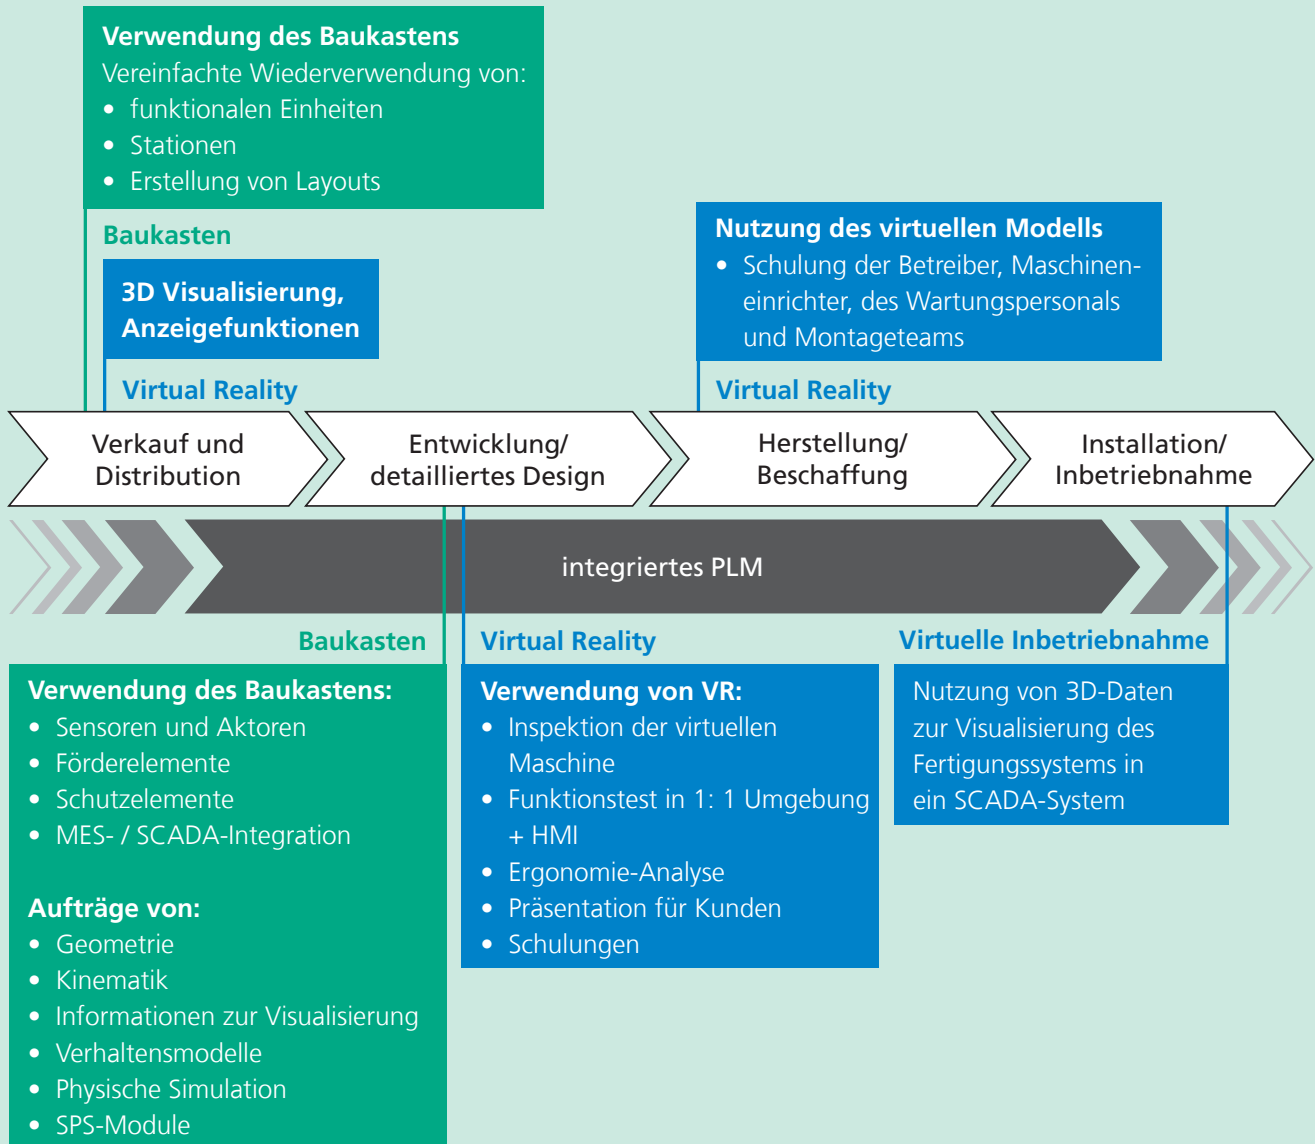 Verwendung des Baukastens
Vereinfachte Wiederverwendung von:
• funktionalen Einheiten
• Stationen
• Erstellung von Layouts
Baukasten
3D Visualisierung,
Anzeigefunktionen
Virtual Reality
Nutzung des virtuellen Modells
• Schulung der Betreiber, Maschinen-
einrichter, des Wartungspersonals
und Montageteams
Virtual Reality
Verkauf und
Distribution
Entwicklung/
detailliertes Design
Herstellung/
Beschaffung
Installation/
Inbetriebnahme
integriertes PLM
Baukasten
Verwendung des Baukastens:
• Sensoren und Aktoren
• Förderelemente
• Schutzelemente
• MES- / SCADA-Integration
Aufträge von:
• Geometrie
• Kinematik
• Informationen zur Visualisierung
• Verhaltensmodelle
• Physische Simulation
• SPS-Module
Virtual Reality
Verwendung von VR:
• Inspektion der virtuellen
Maschine
• Funktionstest in 1: 1 Umgebung
+ HMI
• Ergonomie-Analyse
• Präsentation für Kunden
• Schulungen
Virtuelle Inbetriebnahme
Nutzung von 3D-Daten
zur Visualisierung des
Fertigungssystems in
ein SCADA-System